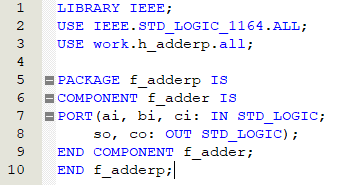 1 LIBRARY IEEE;
2 USE IEEE.STD_LOGIC_1164.ALL;
3 USE work.h_adderp.all;
4
5 PACKAGE f_adderp IS
6 COMPONENT f_adder IS
7 PORT(ai, bi, ci: IN STD_LOGIC;
8 so, co: OUT STD_LOGIC);
9 END COMPONENT f_adder;
10 END f_adderp;